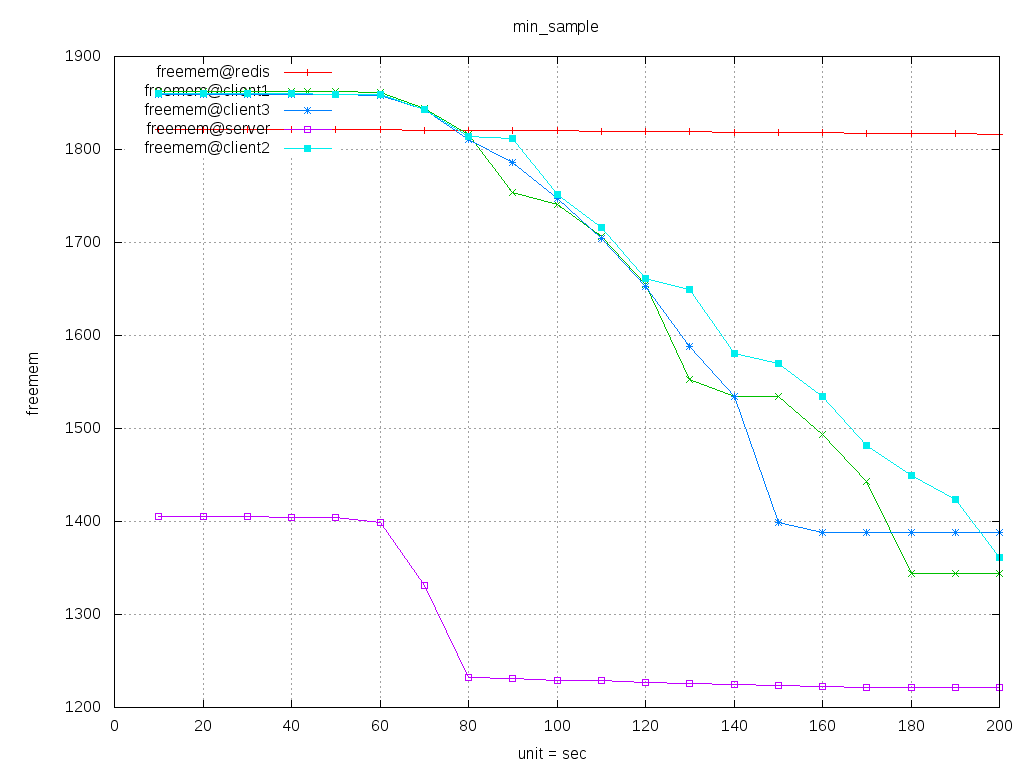 min_sample
1900
1800
1700
1600
1500
1400
1300
1200
freemem
freemem@redis
freemem@client1
freemem@client3
freemem@server
freemem@client2
0 20 40 60 80 100 120 140 160 180 200
unit = sec